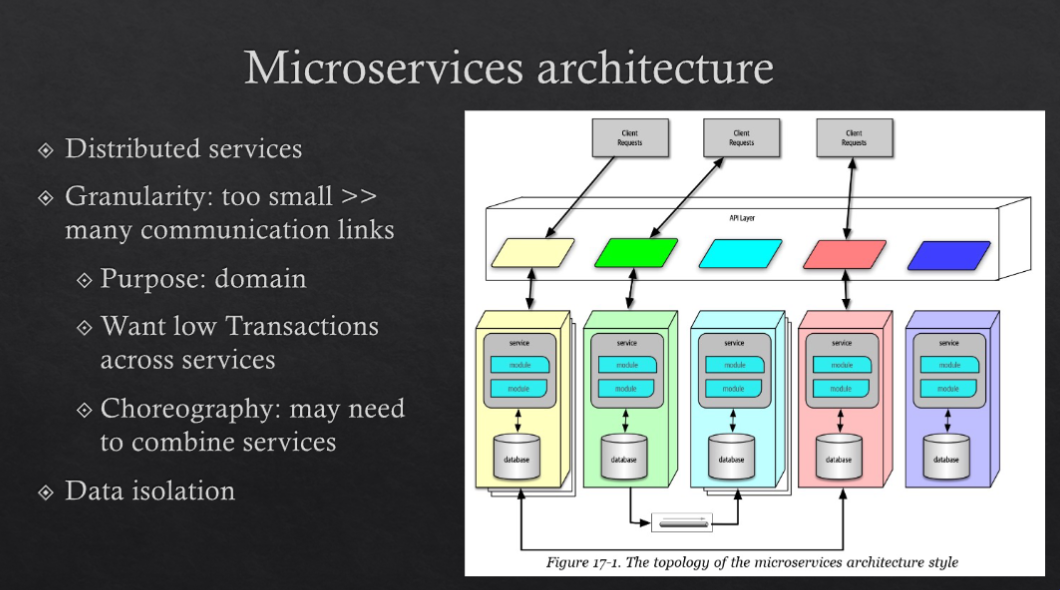 Microservices architecture
Distributed services
Granularity: too small >>
many communication links
Purpose: domain
Want low Transactions
across services
Choreography: may need
to combine services
Data isolation
Client
Requests
Client
Requests
Client
Requests
API Layer
service
service
service
service
service
module
module
module
module
module
module
module
module
module
module
database
database
database
database
database
Figure 17-1. The topology of the microservices architecture style